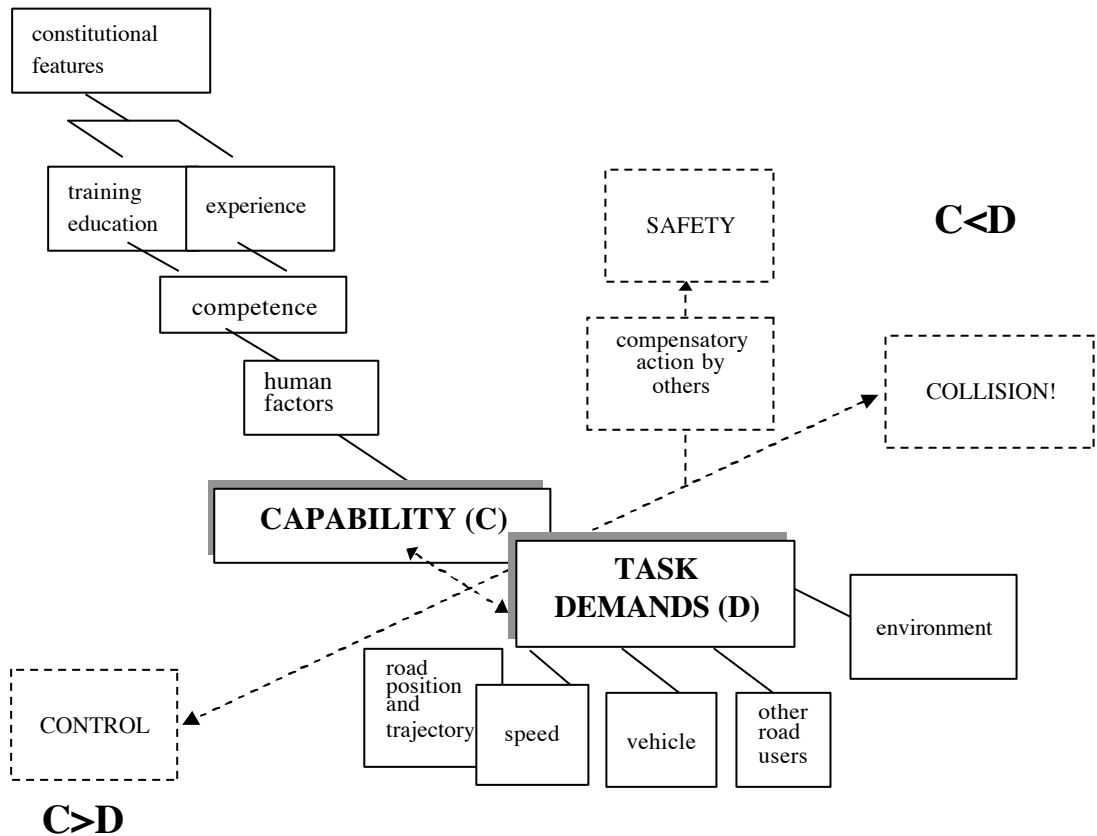 constitutional
features
training
education
experience
competence
human
factors
SAFETY
C<D
compensatory
action by
others
COLLISION!
CAPABILITY (C)
TASK
DEMANDS (D)
environment
road
position
and
trajectory
speed
vehicle
other
road
users
CONTROL
C>D